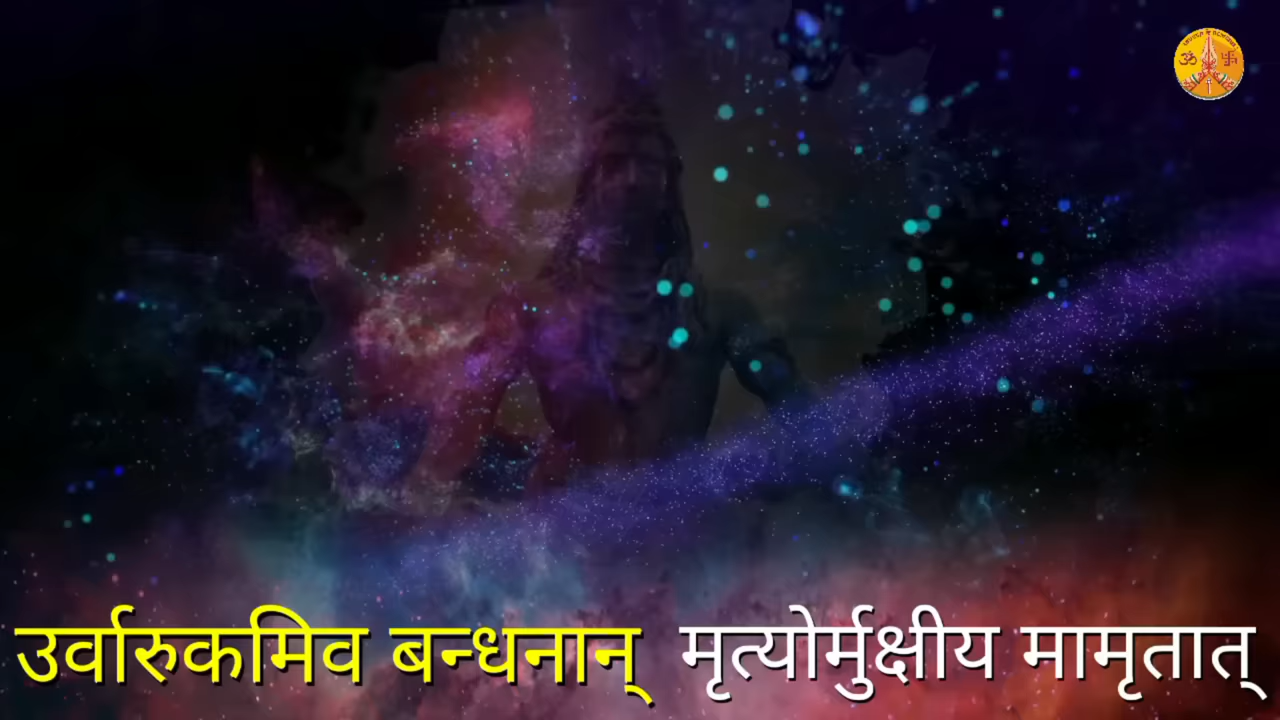 उर्वारुकमिव बन्धनान् मृत्योर्मुक्षीय मामृतात्